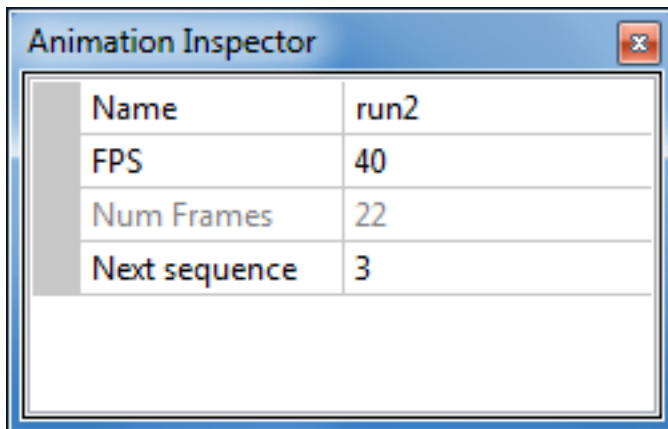 Animation Inspector
Name run2
FPS 40
Num Frames 22
Next sequence 3